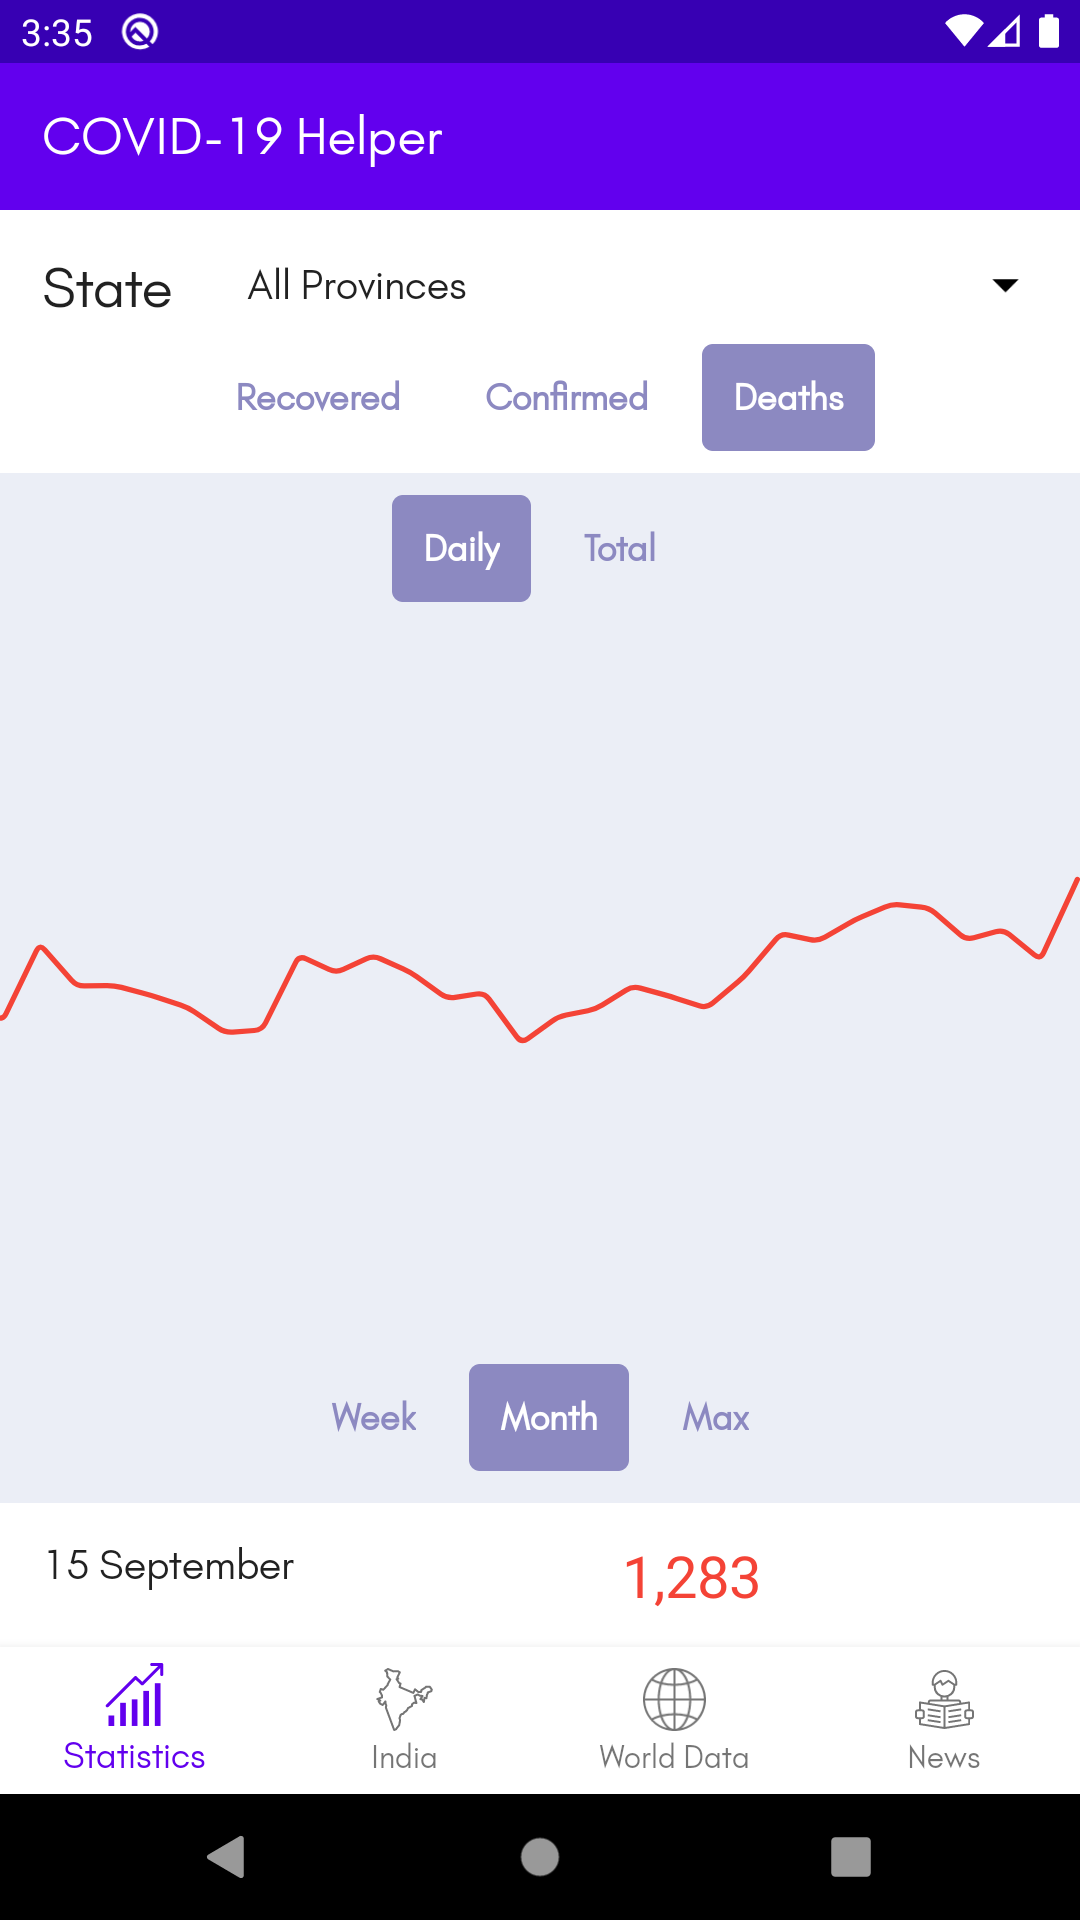 3:35
COVID-19 Helper
State All Provinces
Recovered Confirmed Deaths
Daily Total
Week Month Max
15 September 1,283
Statistics India World Data News